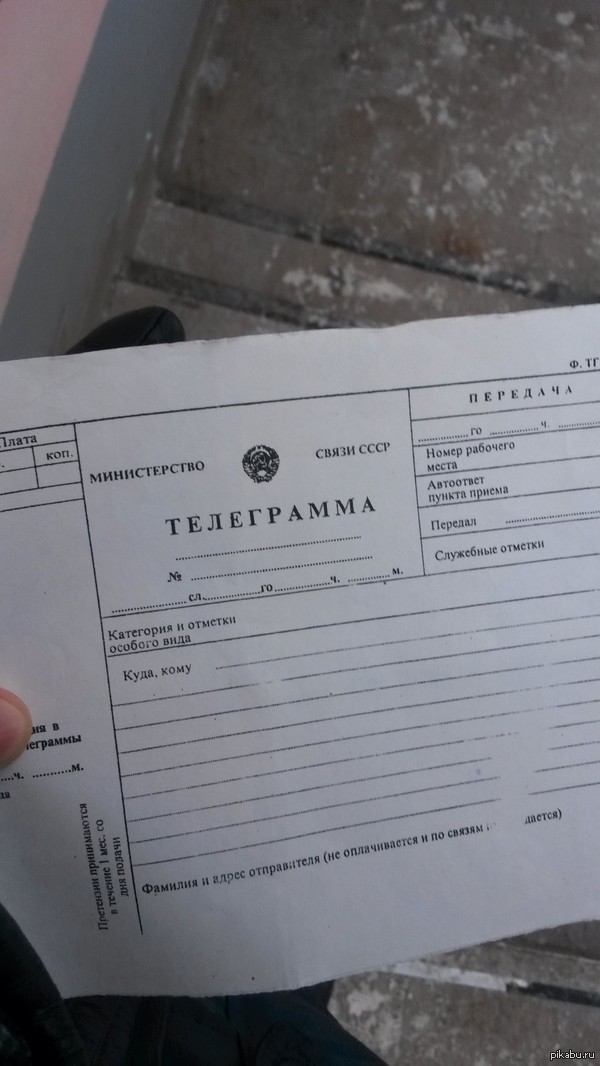 Ф. ТГ
Плата
коп.
МИНИСТЕРСТВО СВЯЗИ СССР
ТЕЛЕГРАММА
№
сл. го ч. м.
ПЕРЕДАЧА
го ч.
Номер рабочего
места
Автоответ
пункта приема
Передал
Служебные отметки
Категория и отметки
особого вида
Куда, кому
ия в
еграммы
ч. м.
Претензии принимаются
в течение 1 мес. со
дня подачи
Фамилия и адрес отправителя (не оплачивается и по связям дается)
pikabu.ru